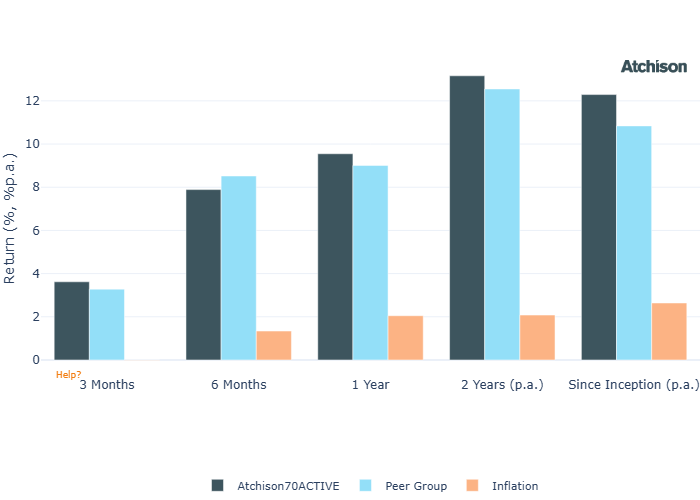 Atchison
12
10
8
6
4
2
0
Return (%, %p.a.)
Help?
3 Months
6 Months
1 Year
2 Years (p.a.)
Since Inception (p.a.)
Atchison70ACTIVE
Peer Group
Inflation